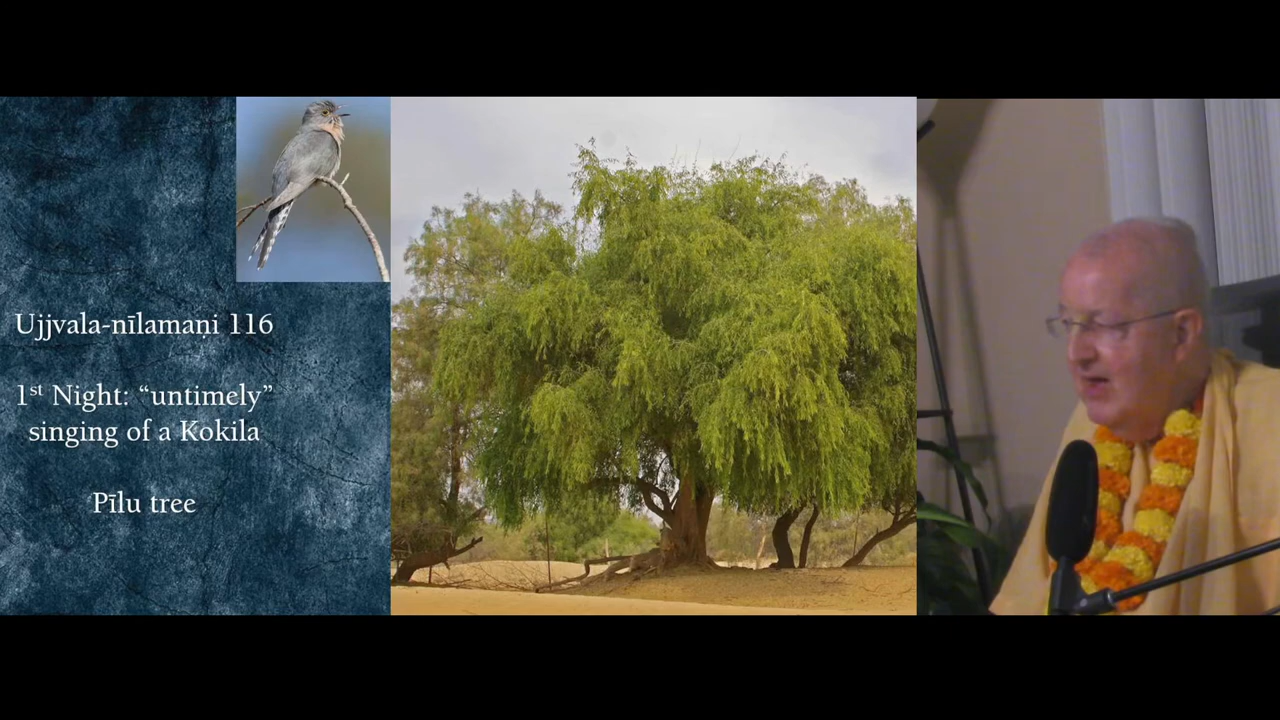 Ujjvala-nīlamaṇi 116
1st Night: “untimely”
singing of a Kokila
Pīlu tree